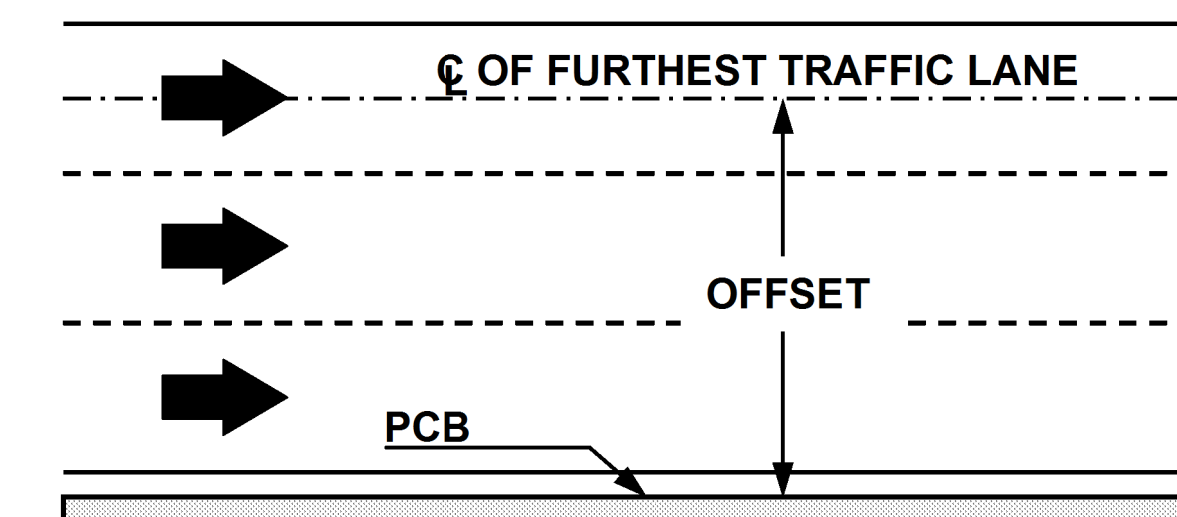 ℄ OF FURTHEST TRAFFIC LANE
OFFSET
PCB